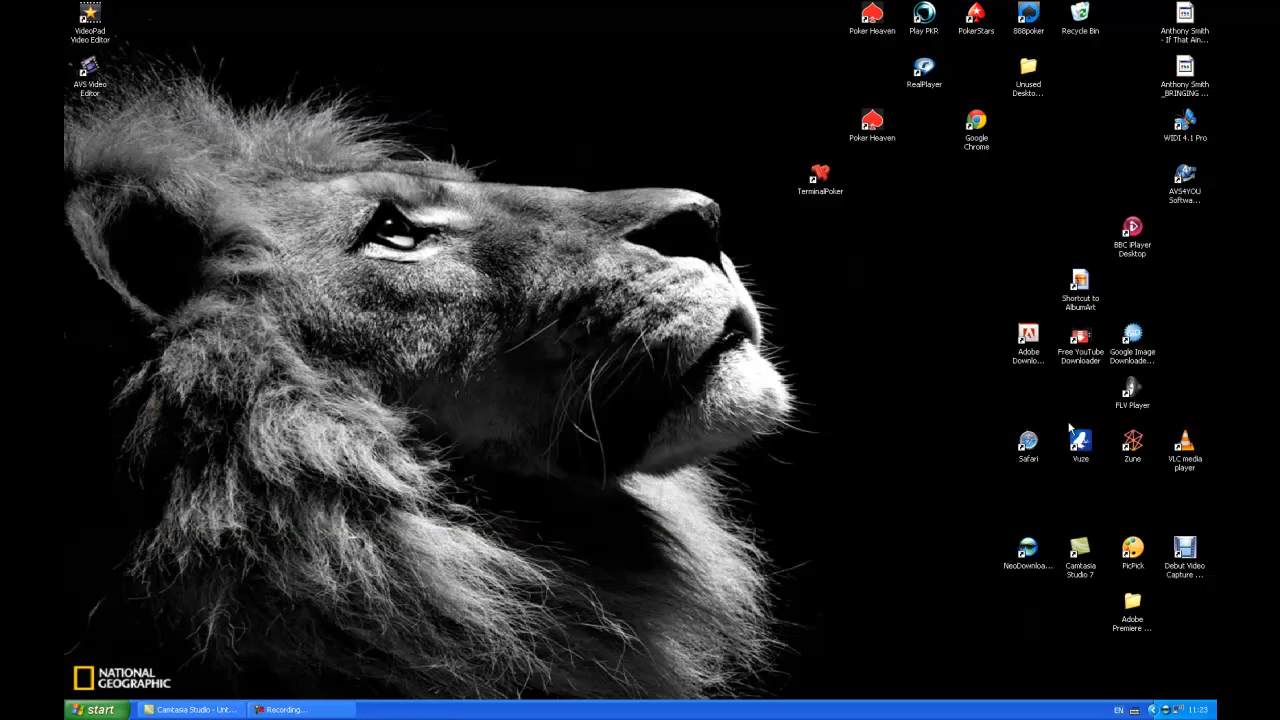 VideoPad
Video Editor
AVS Video
Editor
Poker Heaven
Play PKR
PokerStars
888poker
Recycle Bin
Anthony Smith
- If That Ain...
RealPlayer
Unused
Deskto...
Anthony Smith
_BRINGING ...
Poker Heaven
Google
Chrome
WIDI 4.1 Pro
TerminalPoker
AVS4YOU
Softwa...
BBC iPlayer
Desktop
Shortcut to
AlbumArt
Adobe
Downlo...
Free YouTube
Downloader
Google Image
Downloade...
FLV Player
Safari
Vuze
Zune
VLC media
player
NeoDownloa...
Camtasia
Studio 7
PicPick
Debut Video
Capture ...
Adobe
Premiere ...
NATIONAL
GEOGRAPHIC
start
Camtasia Studio - Unt...
Recording...
EN
11:23